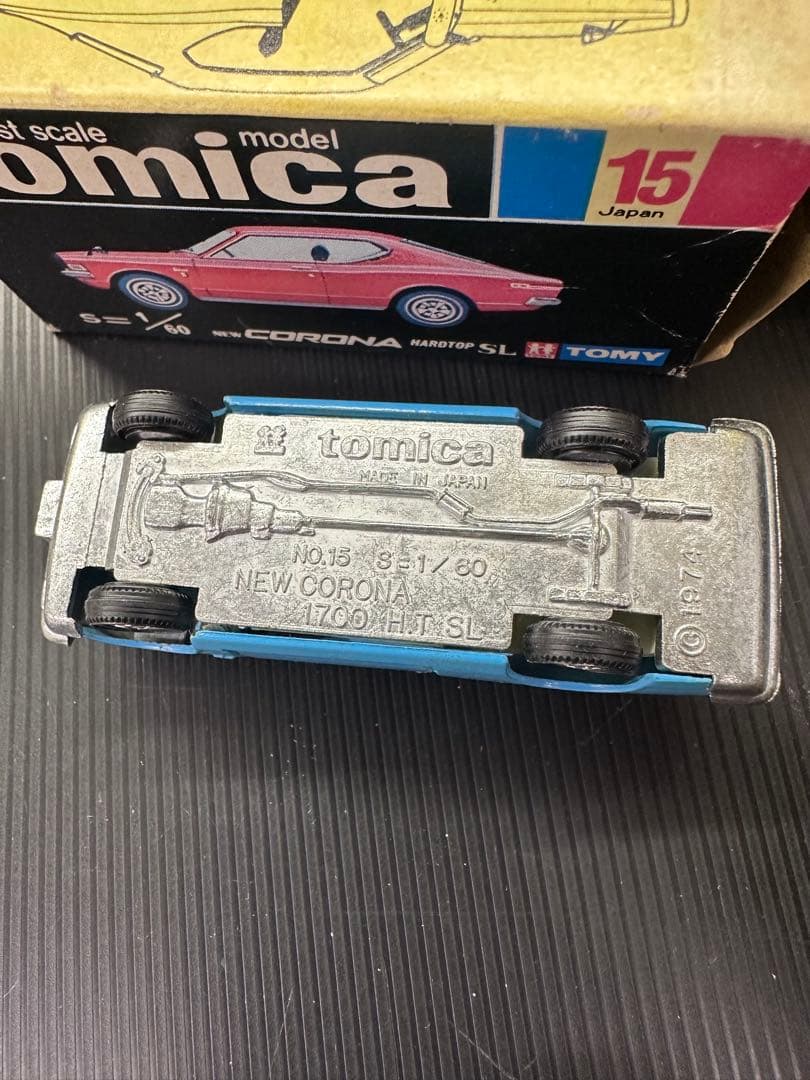 st scale model
omica
15
Japan
S=1/60 NEW CORONA HARDTOP SL TOMY
tomica
MADE IN JAPAN
NO.15 S=1/60
NEW CORONA
1700 H.T SL
© 1974